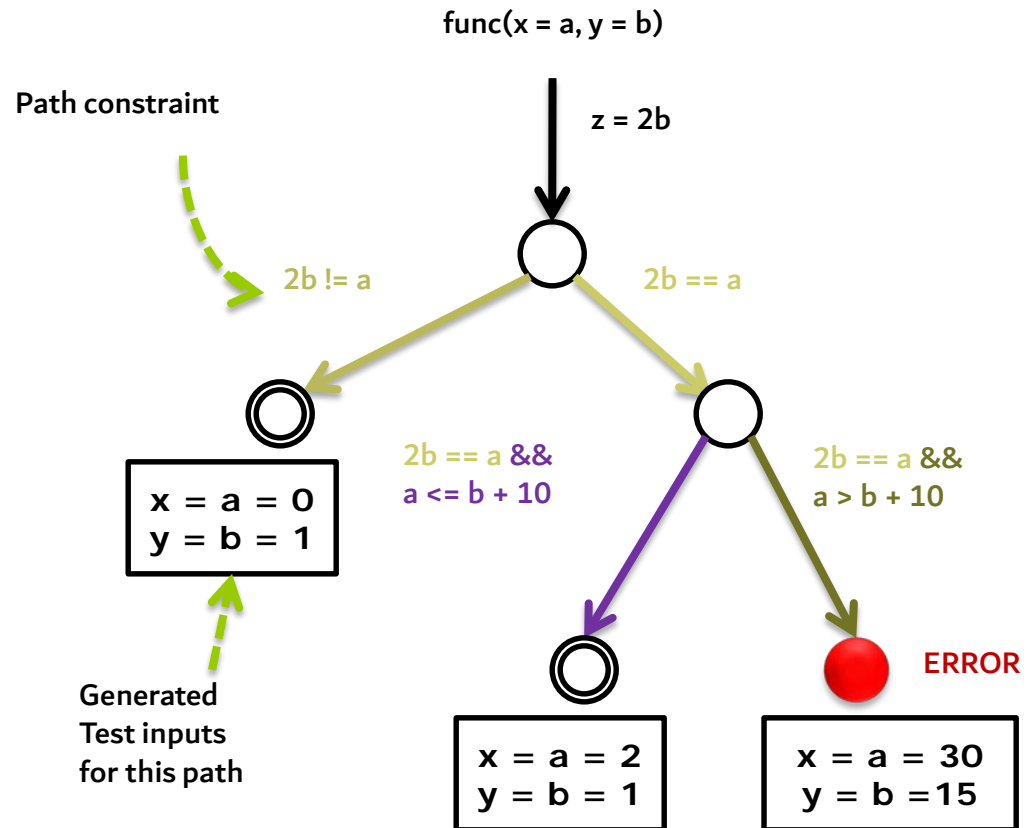 func(x = a, y = b)
Path constraint
z = 2b
2b != a
2b == a
2b == a &&
a <= b + 10
2b == a &&
a > b + 10
x = a = 0
y = b = 1
ERROR
Generated
Test inputs
for this path
x = a = 2
y = b = 1
x = a = 30
y = b =15